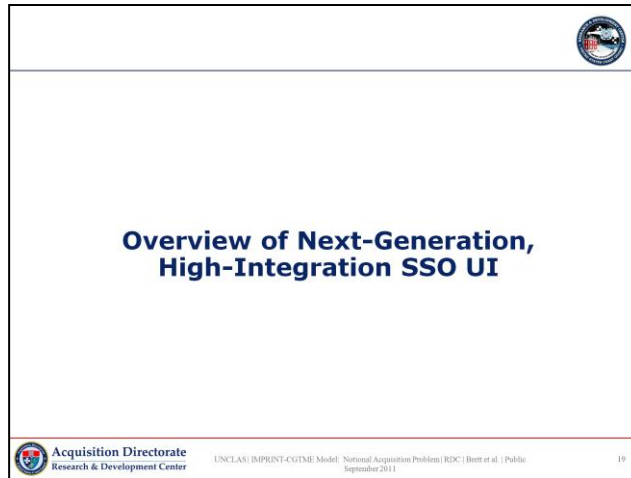 Overview of Next-Generation,
High-Integration SSO UI
Acquisition Directorate
Research & Development Center
UNCLAS | IMPRINT-CGTME Model: Notional Acquisition Problem | RDC | Brett et al. | Public
September 2011
19